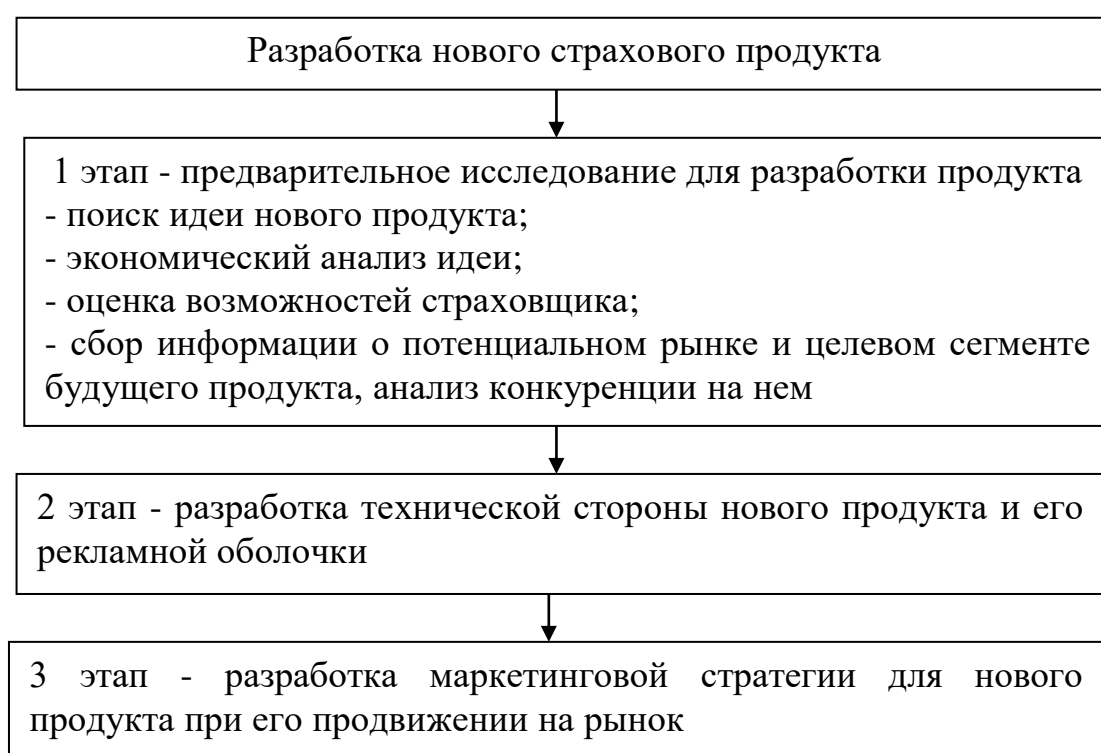 Разработка нового страхового продукта
1 этап - предварительное исследование для разработки продукта
- поиск идеи нового продукта;
- экономический анализ идеи;
- оценка возможностей страховщика;
- сбор информации о потенциальном рынке и целевом сегменте
будущего продукта, анализ конкуренции на нем
2 этап - разработка технической стороны нового продукта и его
рекламной оболочки
3 этап - разработка маркетинговой стратегии для нового
продукта при его продвижении на рынок